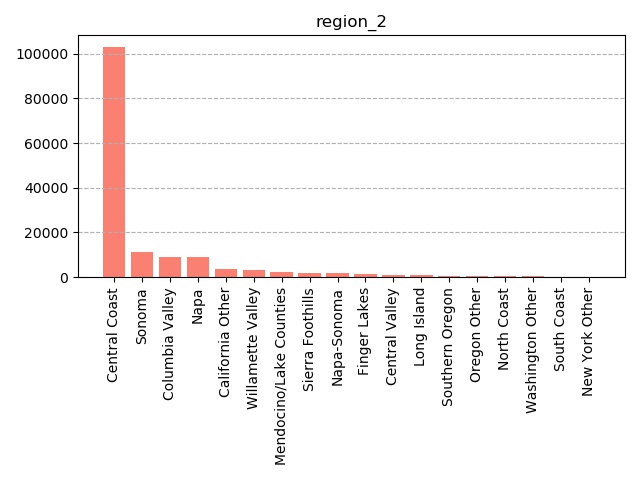 region_2
100000
80000
60000
40000
20000
0
Central Coast
Sonoma
Columbia Valley
Napa
California Other
Willamette Valley
Mendocino/Lake Counties
Sierra Foothills
Napa-Sonoma
Finger Lakes
Central Valley
Long Island
Southern Oregon
Oregon Other
North Coast
Washington Other
South Coast
New York Other